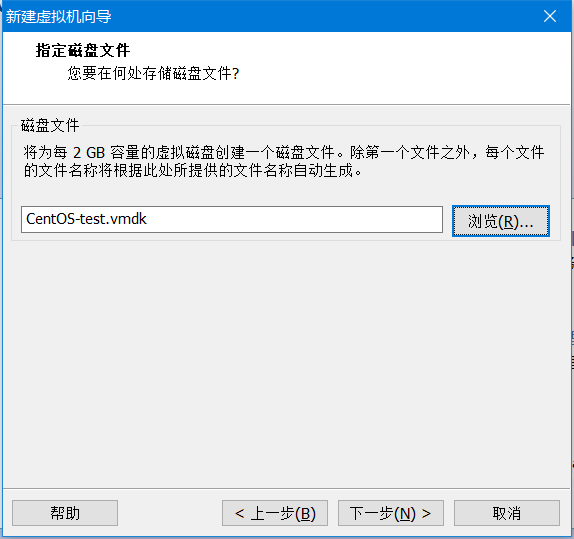 新建虚拟机向导
指定磁盘文件
您要在何处存储磁盘文件?
磁盘文件
将为每 2 GB 容量的虚拟磁盘创建一个磁盘文件。除第一个文件之外，每个文件
的文件名称将根据此处所提供的文件名称自动生成。
CentOS-test.vmdk
浏览(R)...
帮助
< 上一步(B)
下一步(N) >
取消